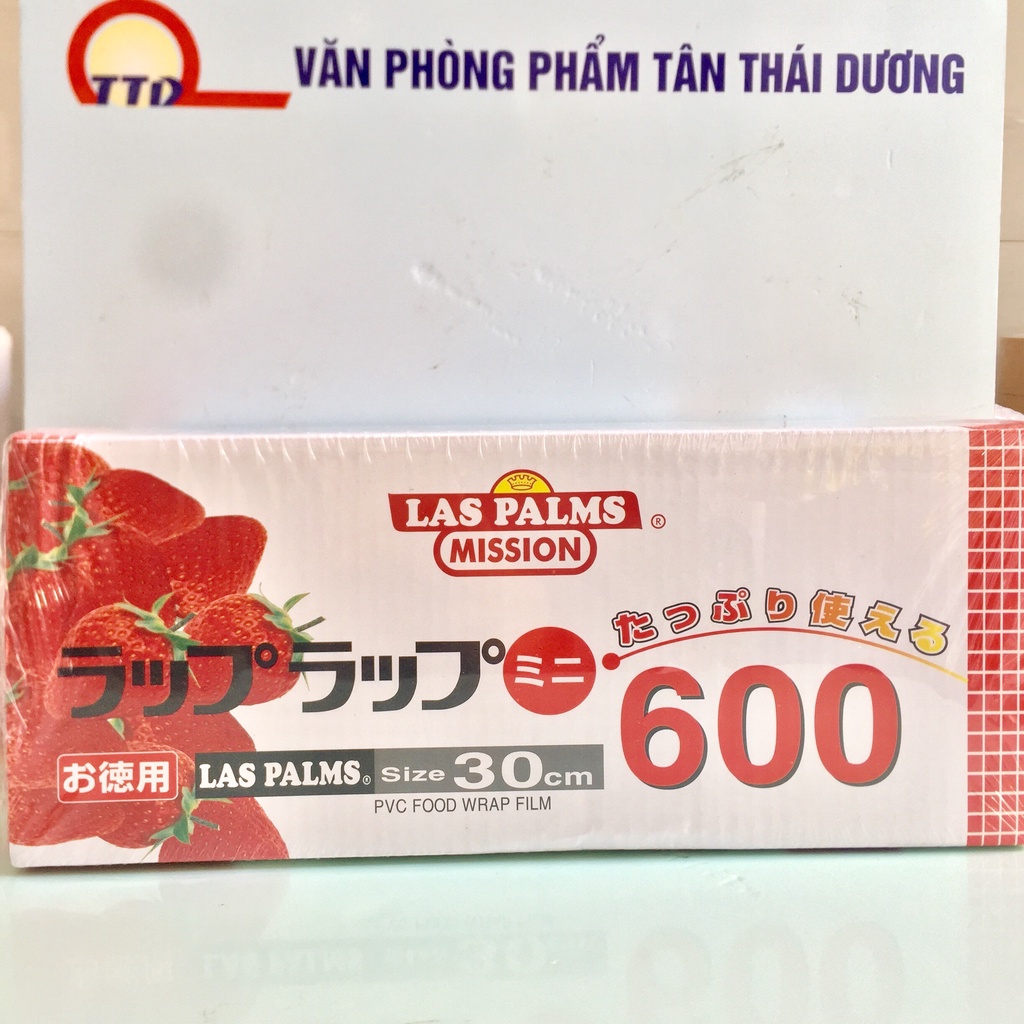 TTD
VĂN PHÒNG PHẨM TÂN THÁI DƯƠNG
LAS PALMS ®
MISSION
たっぷり使える
ラップラップミニ
600
お徳用
LAS PALMS® Size 30cm
PVC FOOD WRAP FILM